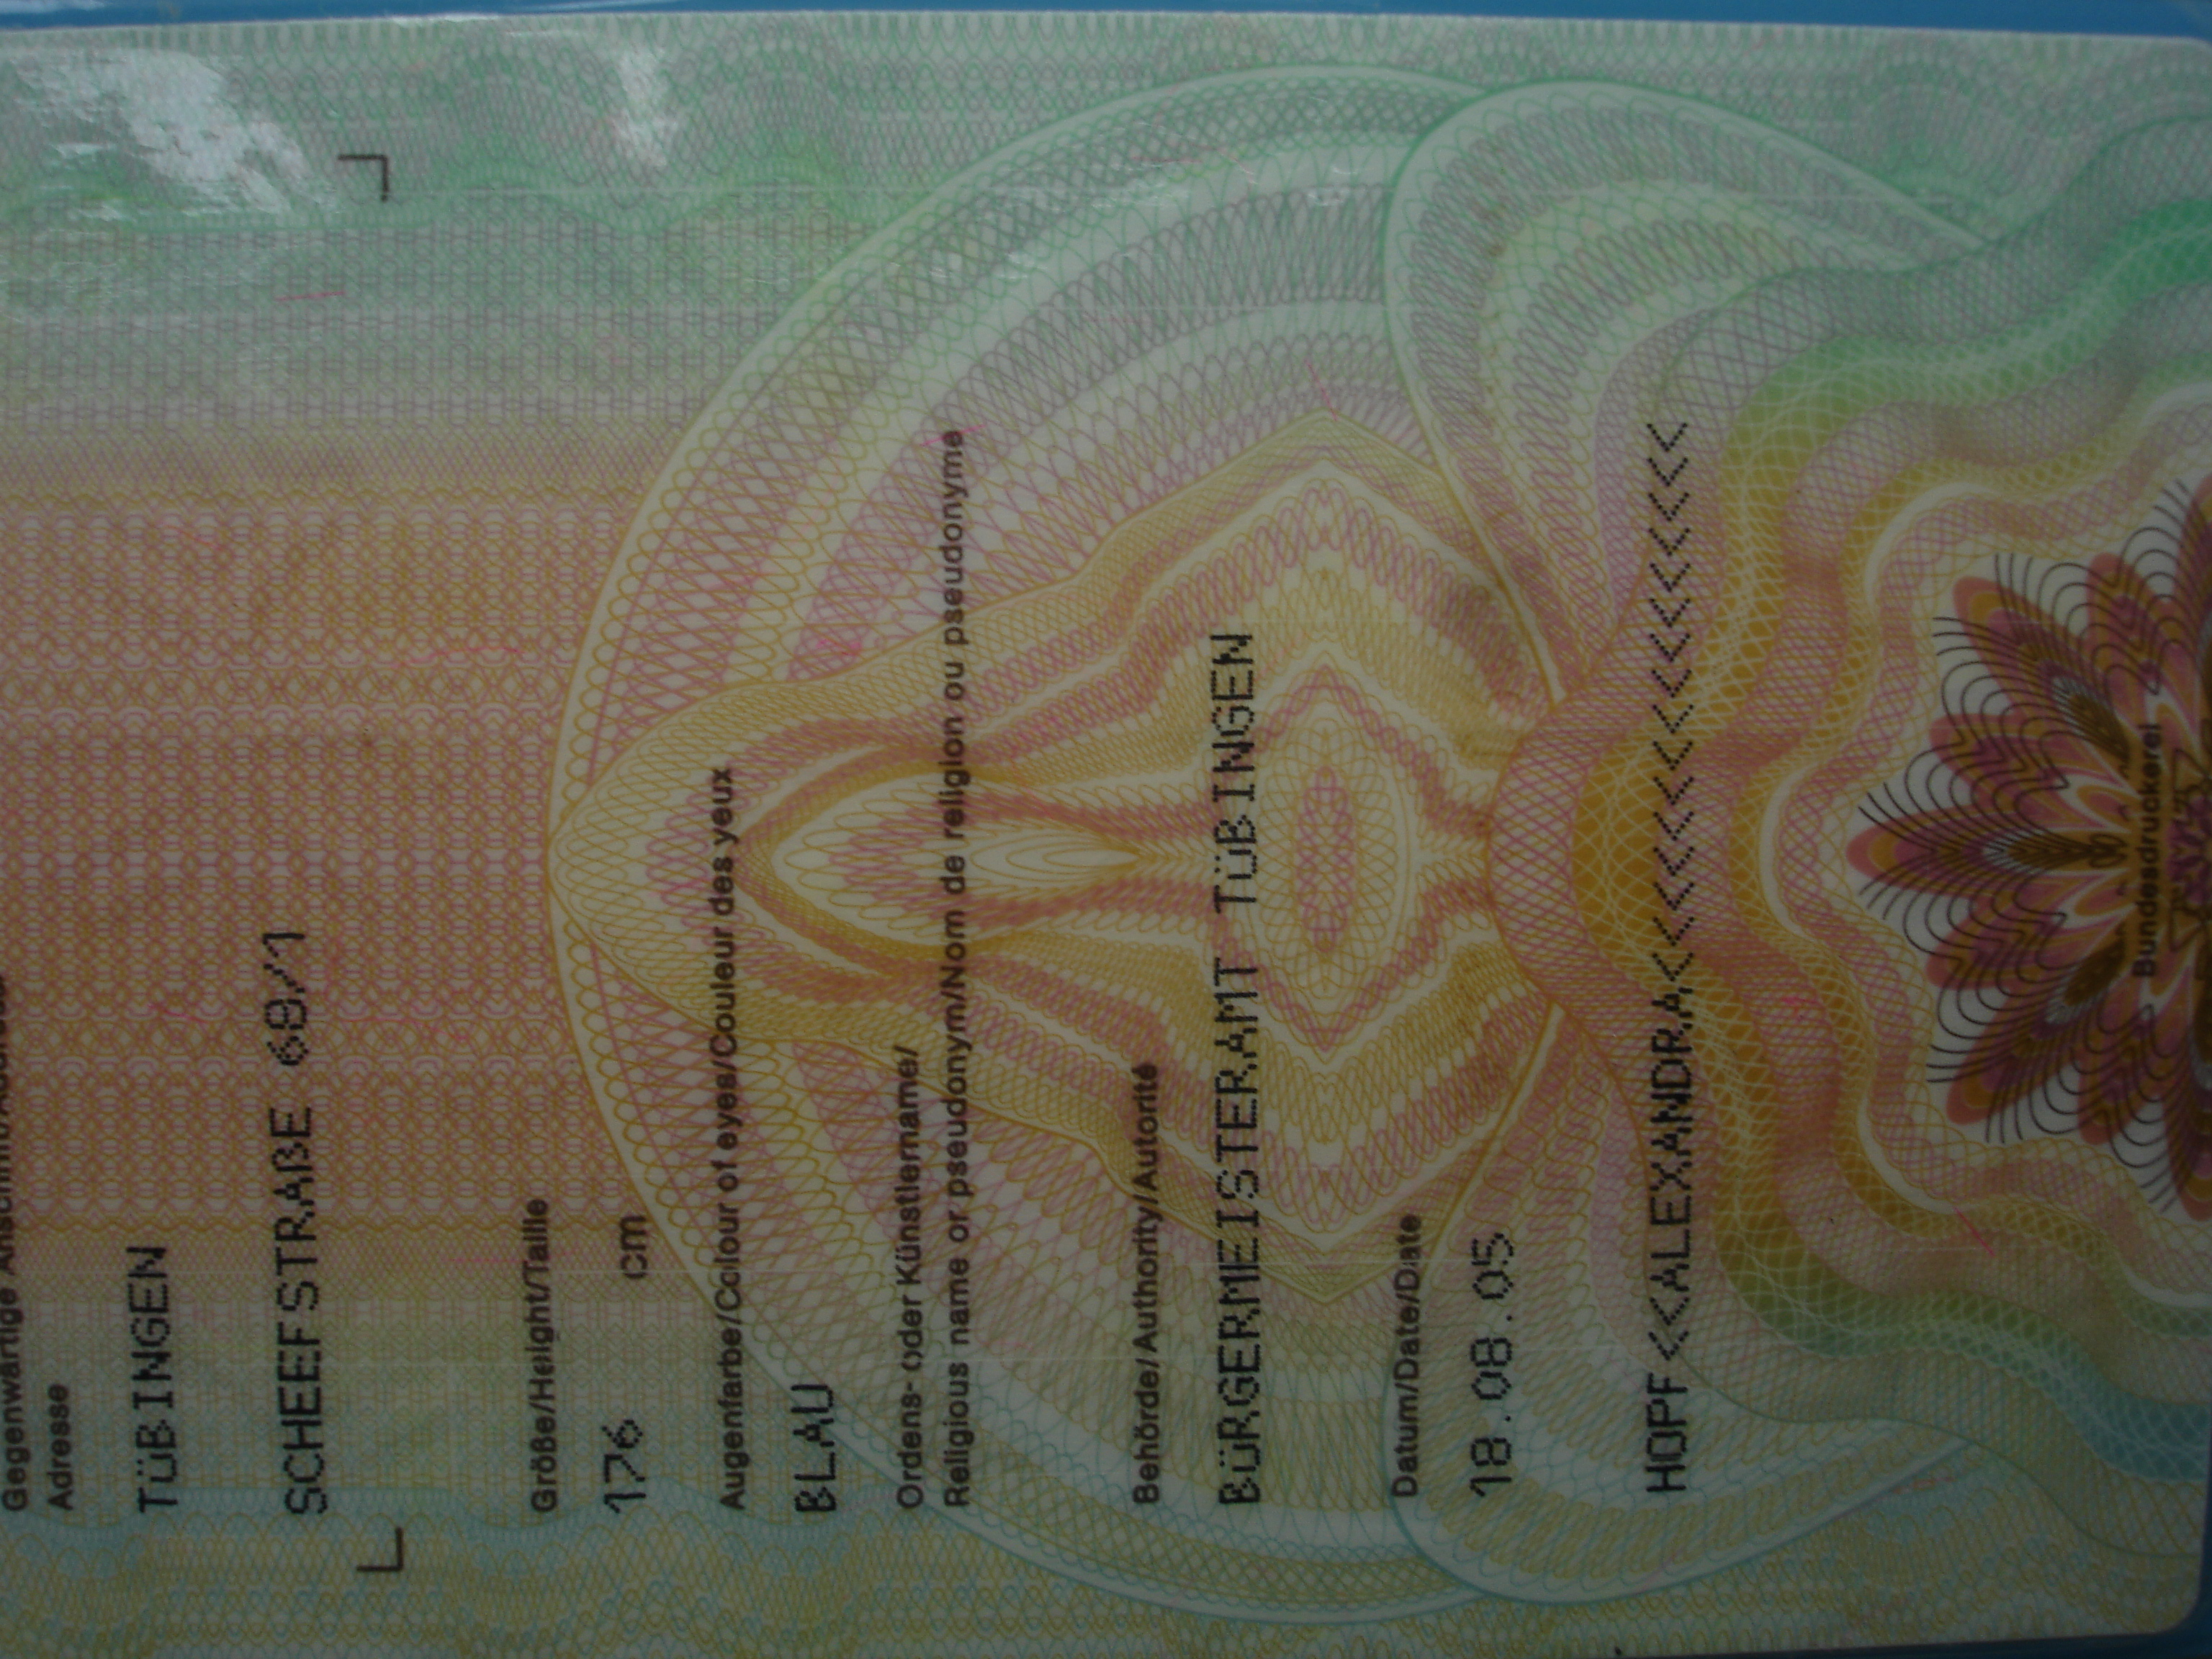 Gegenwärtige Anschrift/Address/
Adresse
TÜBINGEN
SCHEEFSTRAßE 68/1
Größe/Height/Taille
176 cm
Augenfarbe/Colour of eyes/Couleur des yeux
BLAU
Ordens- oder Künstlername/
Religious name or pseudonym/Nom de religion ou pseudonyme
Behörde/Authority/Autorité
BÜRGERMEISTERAMT TÜBINGEN
Datum/Date/Date
18.08.05
HOPF<<ALEXANDRA<<<<<<<<<<<<<
Bundesdruckerei